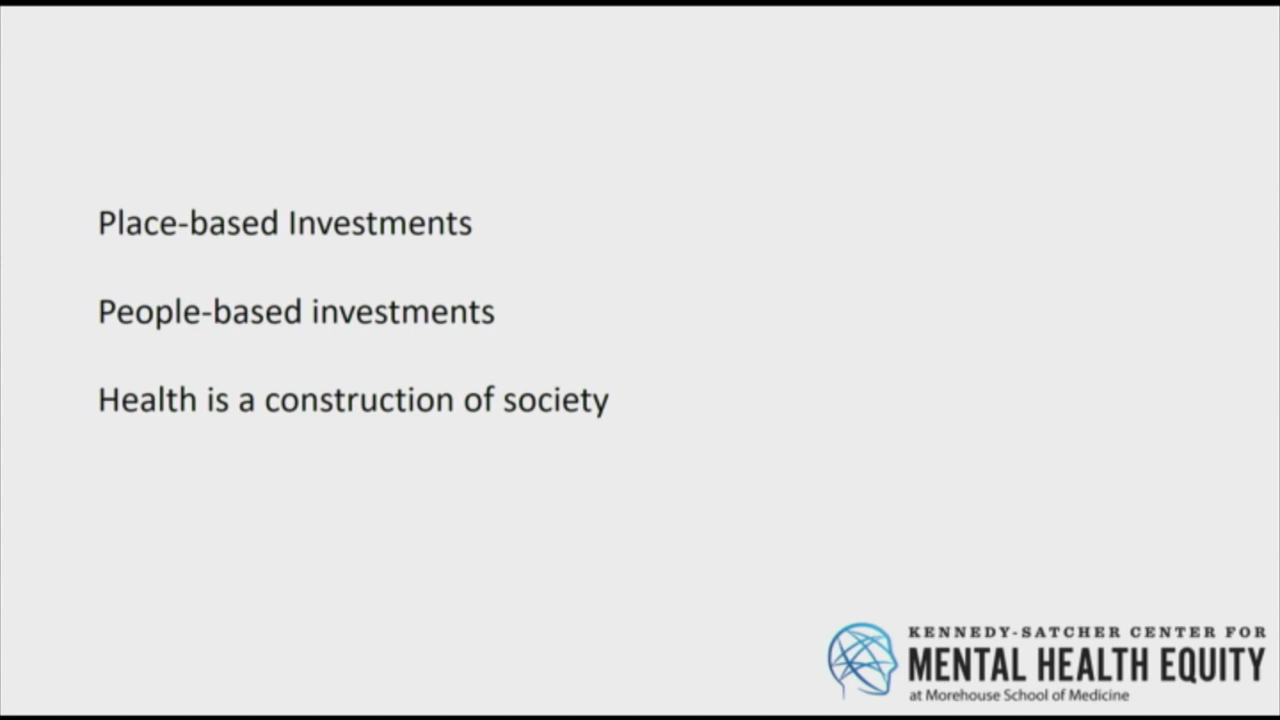 Place-based Investments
People-based investments
Health is a construction of society
KENNEDY-SATCHER CENTER FOR
MENTAL HEALTH EQUITY
at Morehouse School of Medicine